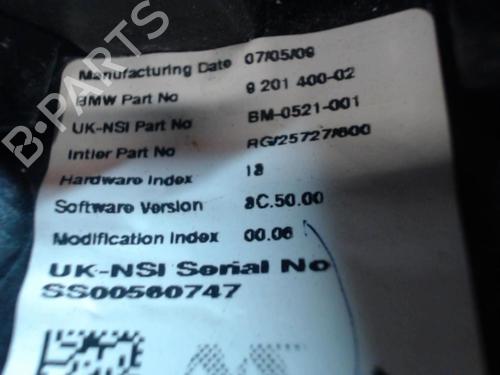 Manufacturing Date 07/05/09
BMW Part No 9 201 400-02
UK-NSI Part No BM-0521-001
Intier Part No RG/25727/600
Hardware Index 18
Software Version 8C.50.00
Modification Index 00.06
UK-NSI Serial No
SS00560747
B-PARTS